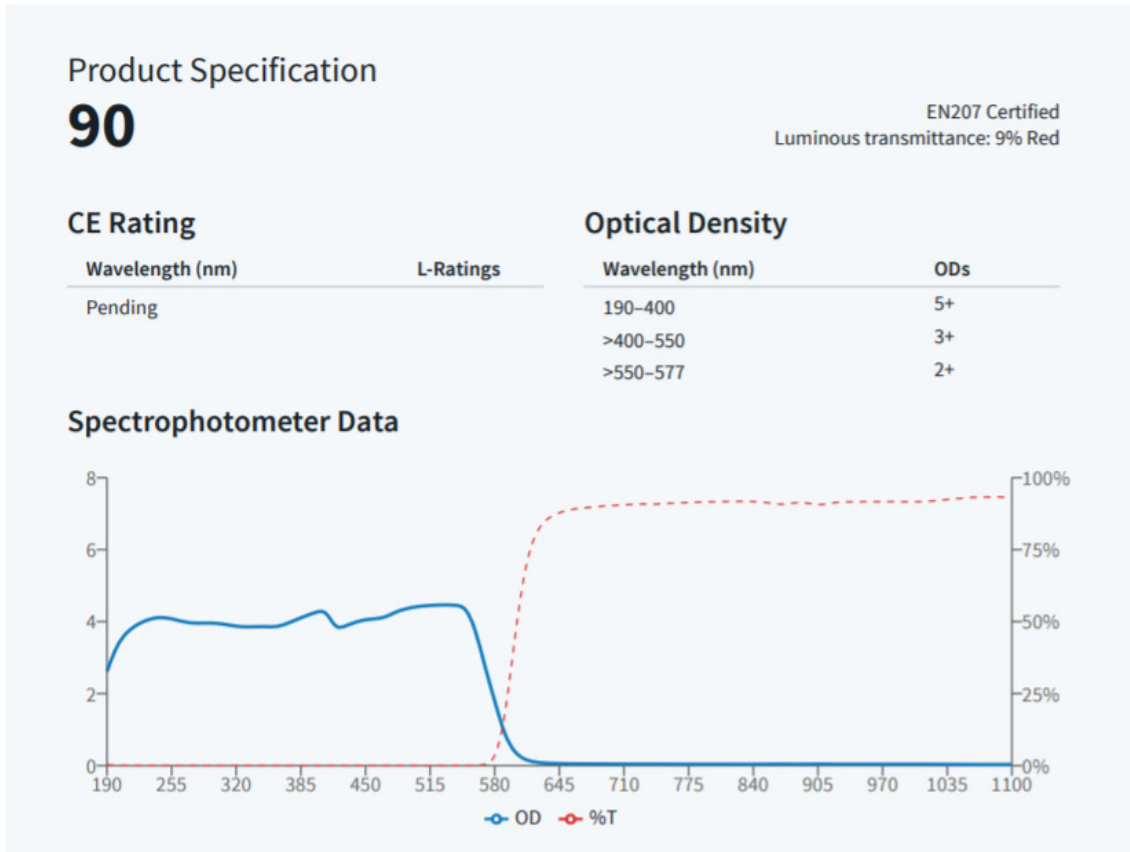 Product Specification
90
EN207 Certified
Luminous transmittance: 9% Red
CE Rating
Wavelength (nm) L-Ratings
Pending
Optical Density
Wavelength (nm) ODs
190–400 5+
>400–550 3+
>550–577 2+
Spectrophotometer Data
8 100%
6 75%
4 50%
2 25%
0 0%
190 255 320 385 450 515 580 645 710 775 840 905 970 1035 1100
OD %T